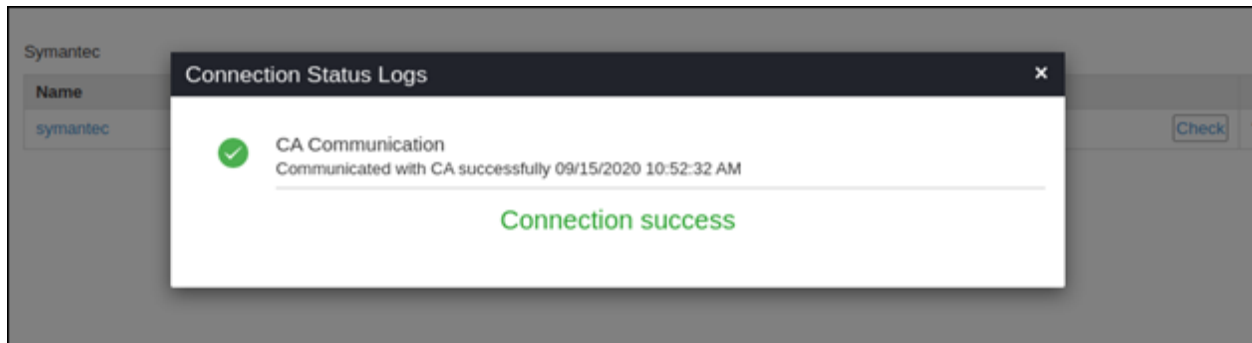 Symantec
Connection Status Logs ×
Name
symantec
Check
CA Communication
Communicated with CA successfully 09/15/2020 10:52:32 AM
Connection success